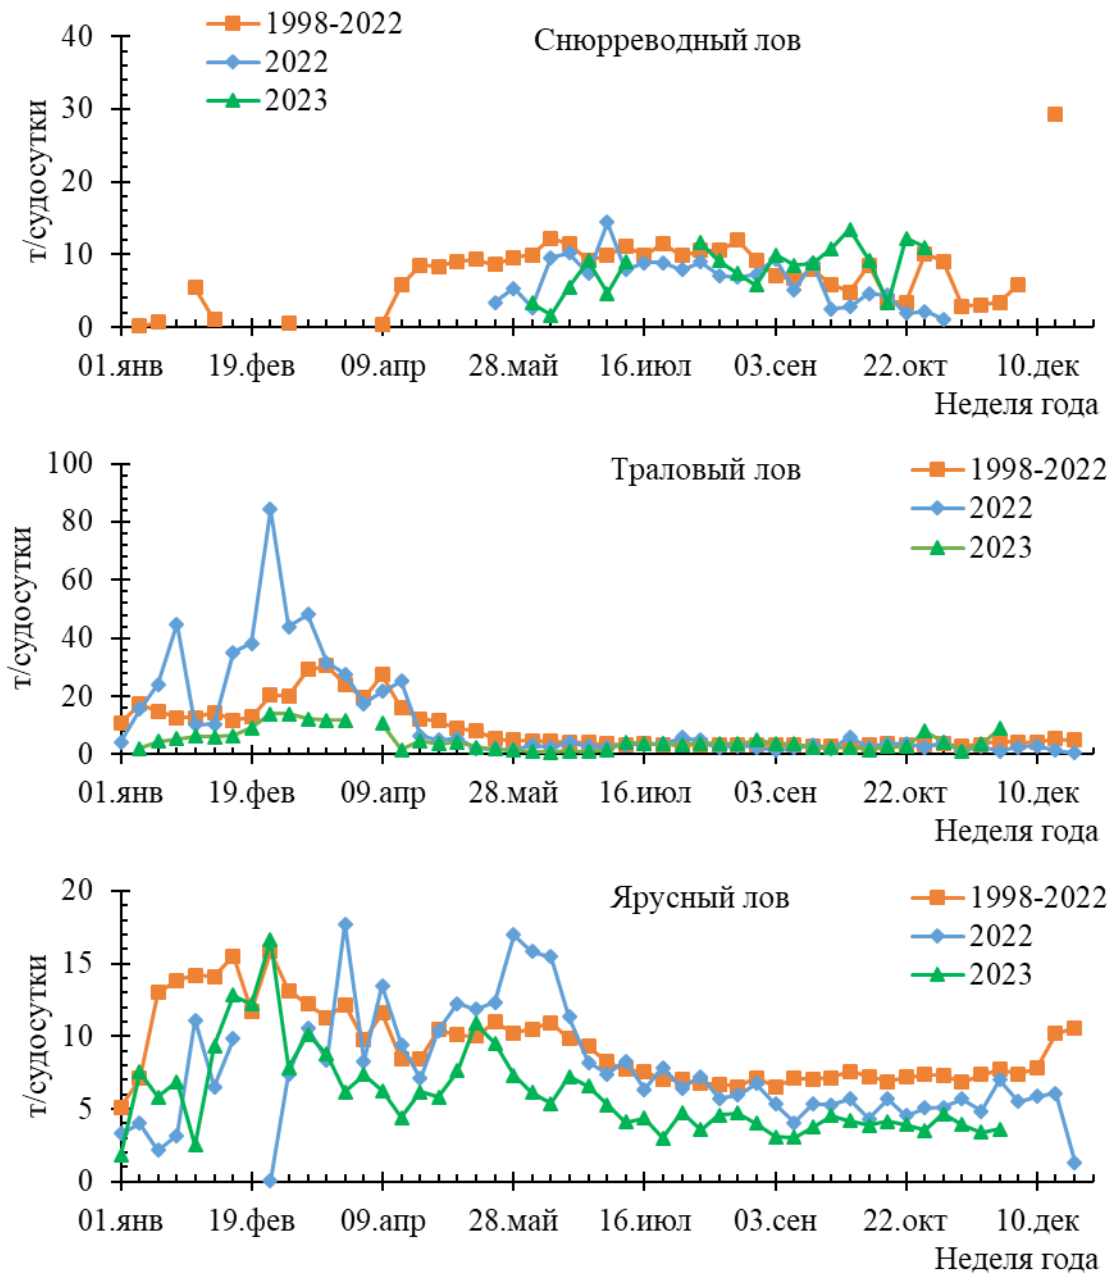 1998-2022
2022
2023
Снюрреводный лов
т/судосутки
40
30
20
10
0
01.янв 19.фев 09.апр 28.май 16.июл 03.сен 22.окт 10.дек
Неделя года
Траловый лов
1998-2022
2022
2023
т/судосутки
100
80
60
40
20
0
01.янв 19.фев 09.апр 28.май 16.июл 03.сен 22.окт 10.дек
Неделя года
Ярусный лов
1998-2022
2022
2023
т/судосутки
20
15
10
5
0
01.янв 19.фев 09.апр 28.май 16.июл 03.сен 22.окт 10.дек
Неделя года